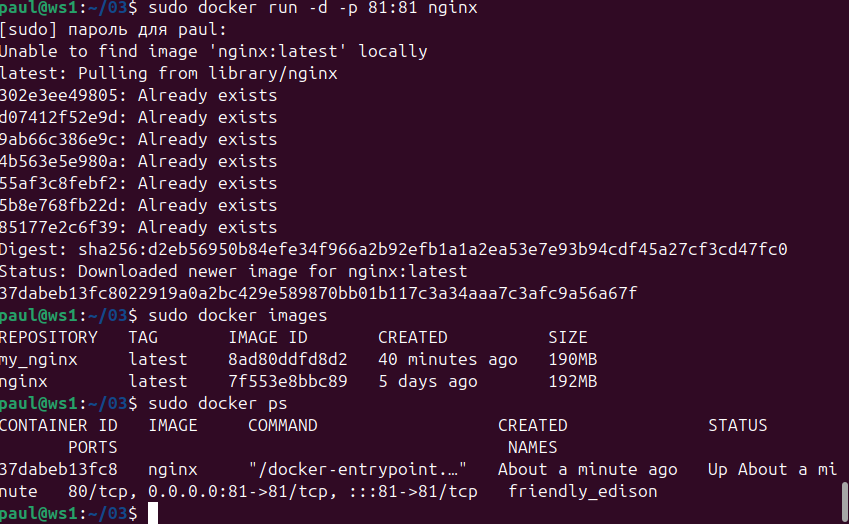 paul@ws1:~/03$ sudo docker run -d -p 81:81 nginx
[sudo] пароль для paul:
Unable to find image 'nginx:latest' locally
latest: Pulling from library/nginx
302e3ee49805: Already exists
d07412f52e9d: Already exists
9ab66c386e9c: Already exists
4b563e5e980a: Already exists
55af3c8febf2: Already exists
5b8e768fb22d: Already exists
85177e2c6f39: Already exists
Digest: sha256:d2eb56950b84efe34f966a2b92efb1a1a2ea53e7e93b94cdf45a27cf3cd47fc0
Status: Downloaded newer image for nginx:latest
37dabeb13fc8022919a0a2bc429e589870bb01b117c3a34aaa7c3afc9a56a67f
paul@ws1:~/03$ sudo docker images
REPOSITORY   TAG       IMAGE ID       CREATED          SIZE
my_nginx     latest    8ad80ddfd8d2   40 minutes ago   190MB
nginx        latest    7f553e8bbc89   5 days ago       192MB
paul@ws1:~/03$ sudo docker ps
CONTAINER ID   IMAGE     COMMAND                  CREATED              STATUS
       PORTS                                       NAMES
37dabeb13fc8   nginx     "/docker-entrypoint.…"   About a minute ago   Up About a mi
nute   80/tcp, 0.0.0.0:81->81/tcp, :::81->81/tcp   friendly_edison
paul@ws1:~/03$